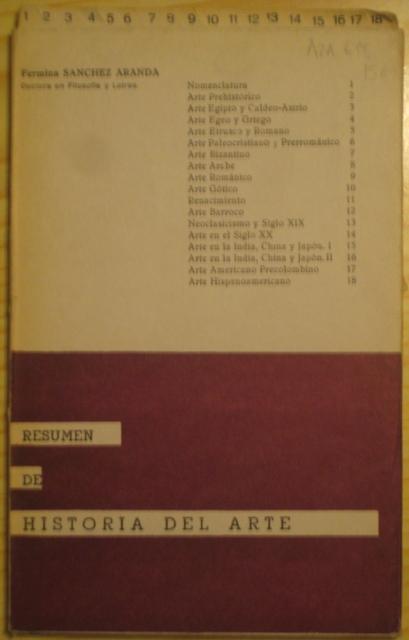 1 2 3 4 5 6 7 8 9 10 11 12 13 14 15 16 17 18
Fermina SANCHEZ ARANDA
Doctora en Filosofía y Letras
Nomenclatura 1
Arte Prehistórico 2
Arte Egipto y Caldeo-Asirio 3
Arte Egeo y Griego 4
Arte Etrusco y Romano 5
Arte Paleocristiano y Prerrománico 6
Arte Bizantino 7
Arte Arabe 8
Arte Románico 9
Arte Gótico 10
Renacimiento 11
Arte Barroco 12
Neoclasicismo y Siglo XIX 13
Arte en el Siglo XX 14
Arte en la India, China y Japón. I 15
Arte en la India, China y Japón. II 16
Arte Americano Precolombino 17
Arte Hispanoamericano 18
RESUMEN
DE
HISTORIA DEL ARTE